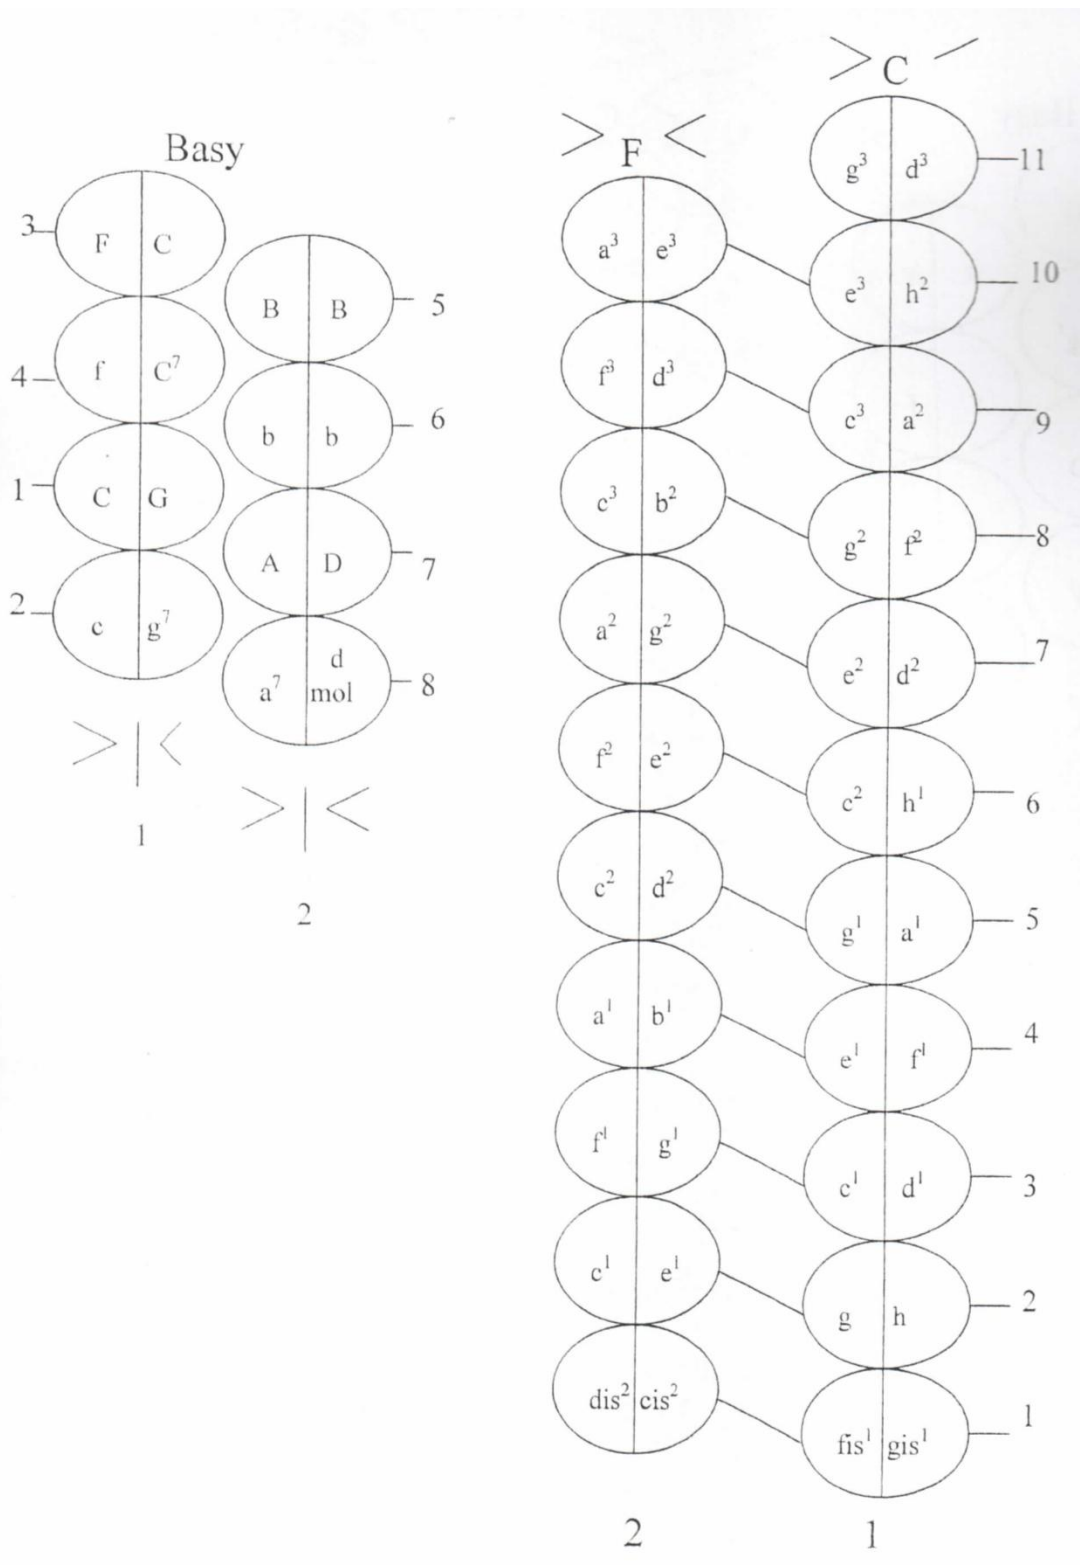 Basy
3 F C
4 f C⁷
1 C G
2 c g⁷
1
B B 5
b b 6
A D 7
a⁷ d mol 8
2
F
a³ e³
f³ d³
c³ b²
a² g²
f² e²
c² d²
a¹ b¹
f¹ g¹
c¹ e¹
dis² cis²
2
C
g³ d³ 11
e³ h² 10
c³ a² 9
g² f² 8
e² d² 7
c² h¹ 6
g¹ a¹ 5
e¹ f¹ 4
c¹ d¹ 3
g h 2
fis¹ gis¹ 1
1